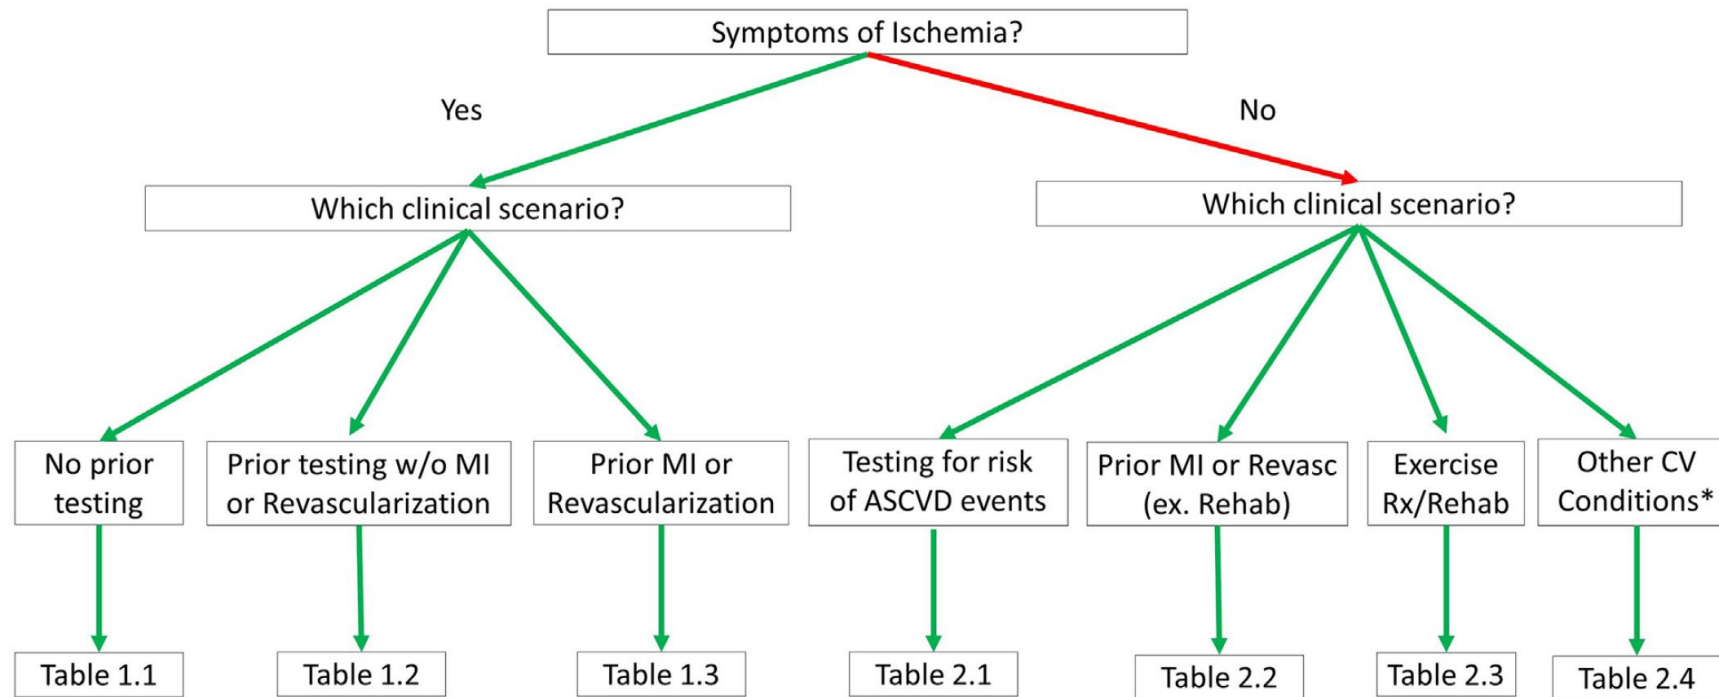 Symptoms of Ischemia?
Yes
No
Which clinical scenario?
Which clinical scenario?
No prior
testing
Prior testing w/o MI
or Revascularization
Prior MI or
Revascularization
Testing for risk
of ASCVD events
Prior MI or Revasc
(ex. Rehab)
Exercise
Rx/Rehab
Other CV
Conditions*
Table 1.1
Table 1.2
Table 1.3
Table 2.1
Table 2.2
Table 2.3
Table 2.4